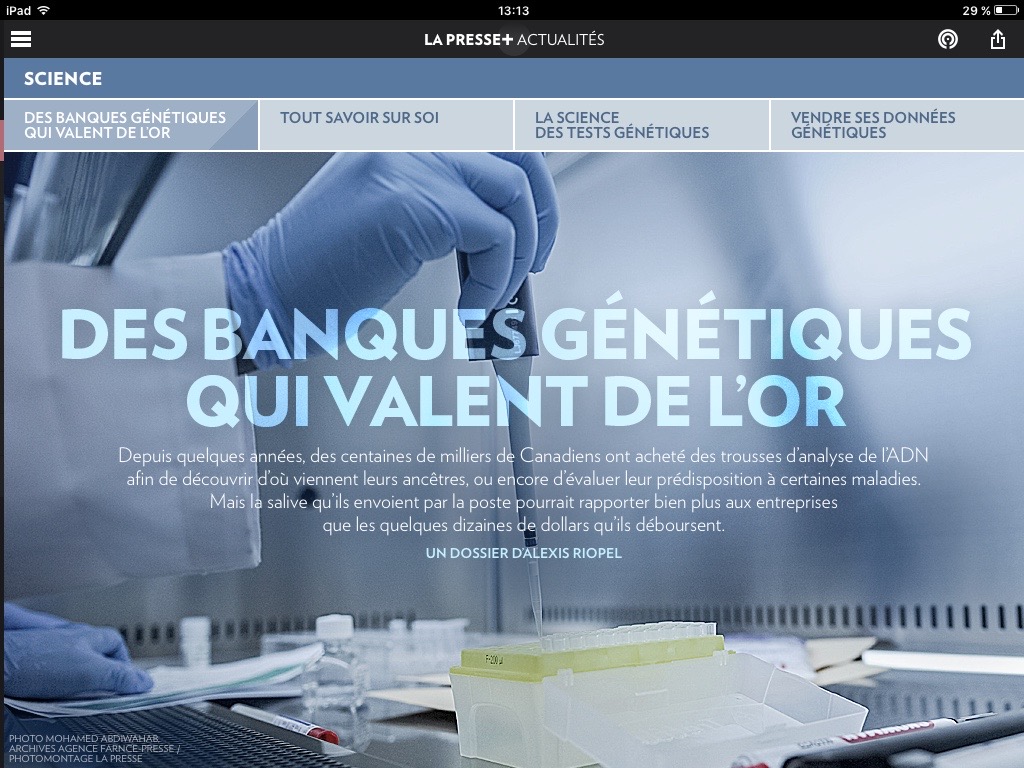 iPad 13:13 29 %
LA PRESSE+ ACTUALITÉS
SCIENCE
DES BANQUES GÉNÉTIQUES
QUI VALENT DE L'OR
TOUT SAVOIR SUR SOI
LA SCIENCE
DES TESTS GÉNÉTIQUES
VENDRE SES DONNÉES
GÉNÉTIQUES
DES BANQUES GÉNÉTIQUES
QUI VALENT DE L'OR
Depuis quelques années, des centaines de milliers de Canadiens ont acheté des trousses d'analyse de l'ADN
afin de découvrir d'où viennent leurs ancêtres, ou encore d'évaluer leur prédisposition à certaines maladies.
Mais la salive qu'ils envoient par la poste pourrait rapporter bien plus aux entreprises
que les quelques dizaines de dollars qu'ils déboursent.
UN DOSSIER D'ALEXIS RIOPEL
PHOTO MOHAMED ABDIWAHAB,
ARCHIVES AGENCE FARNCE-PRESSE /
PHOTOMONTAGE LA PRESSE